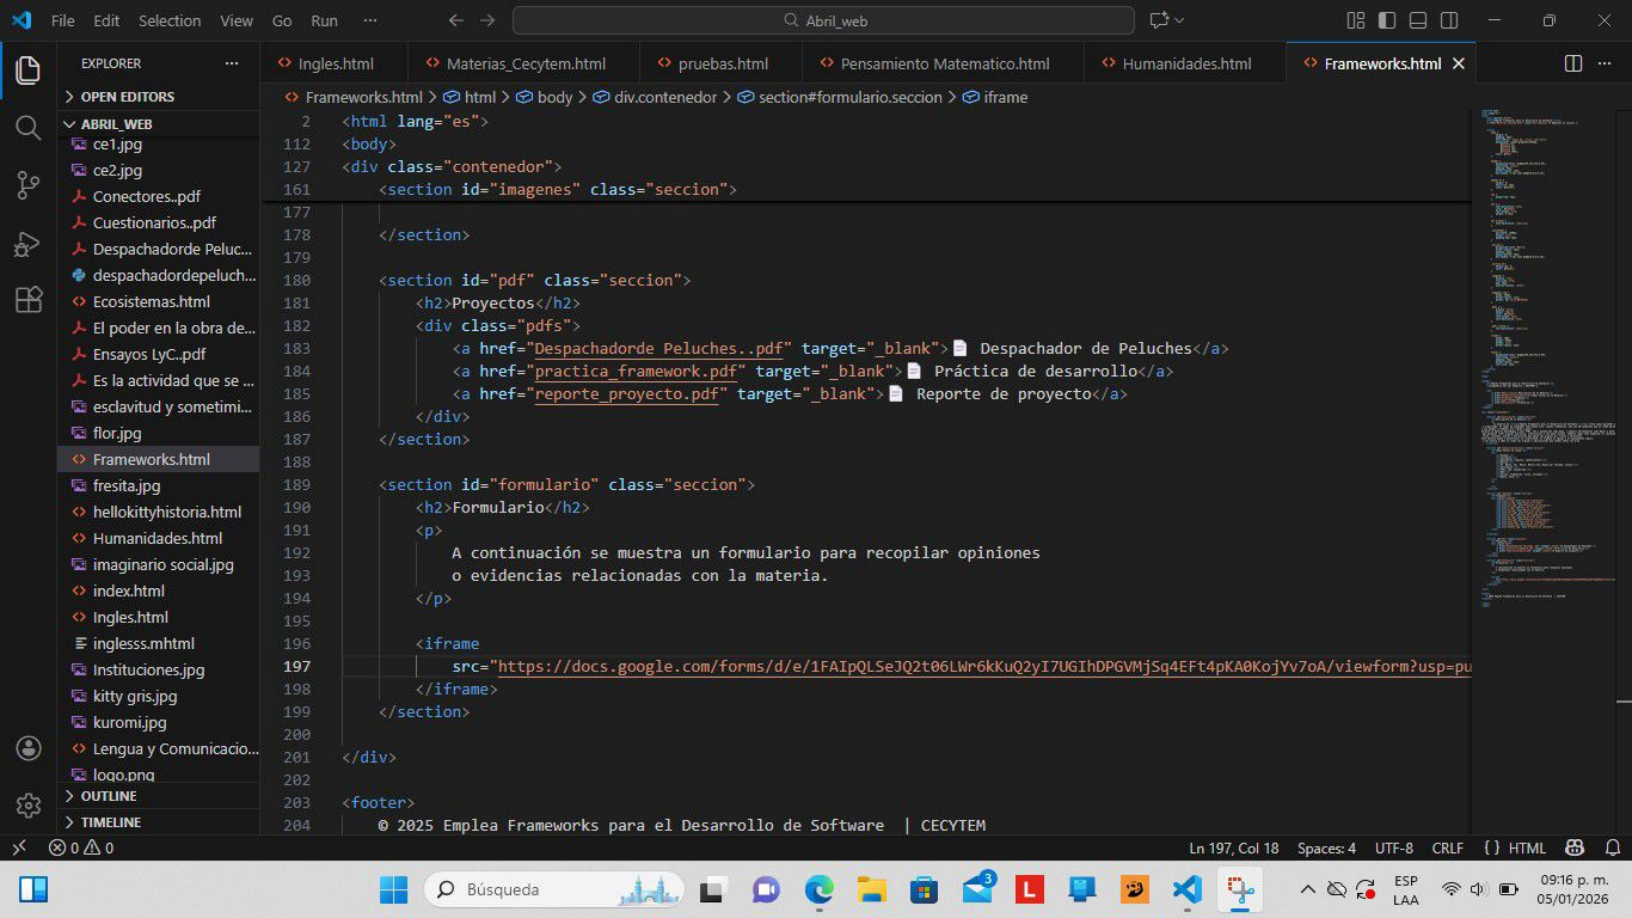 File Edit Selection View Go Run ··· Abril_web
EXPLORER ···
OPEN EDITORS
ABRIL_WEB
ce1.jpg
ce2.jpg
Conectores..pdf
Cuestionarios..pdf
Despachadorde Peluc...
despachadordepeluch...
Ecosistemas.html
El poder en la obra de...
Ensayos LyC..pdf
Es la actividad que se ...
esclavitud y sometimi...
flor.jpg
Frameworks.html
fresita.jpg
hellokittyhistoria.html
Humanidades.html
imaginario social.jpg
index.html
Ingles.html
inglesss.mhtml
Instituciones.jpg
kitty gris.jpg
kuromi.jpg
Lengua y Comunicacio...
logo.png
OUTLINE
TIMELINE
Ingles.html Materias_Cecytem.html pruebas.html Pensamiento Matematico.html Humanidades.html Frameworks.html
Frameworks.html > html > body > div.contenedor > section#formulario.seccion > iframe
2 <html lang="es">
112 <body>
127 <div class="contenedor">
161 <section id="imagenes" class="seccion">
177
178 </section>
179
180 <section id="pdf" class="seccion">
181 <h2>Proyectos</h2>
182 <div class="pdfs">
183 <a href="Despachadorde Peluches..pdf" target="_blank">📄 Despachador de Peluches</a>
184 <a href="practica_framework.pdf" target="_blank">📄 Práctica de desarrollo</a>
185 <a href="reporte_proyecto.pdf" target="_blank">📄 Reporte de proyecto</a>
186 </div>
187 </section>
188
189 <section id="formulario" class="seccion">
190 <h2>Formulario</h2>
191 <p>
192 A continuación se muestra un formulario para recopilar opiniones
193 o evidencias relacionadas con la materia.
194 </p>
195
196 <iframe
197 src="https://docs.google.com/forms/d/e/1FAIpQLSeJQ2t06LWr6kKuQ2yI7UGIhDPGVMjSq4EFt4pKA0KojYv7oA/viewform?usp=pu
198 </iframe>
199 </section>
200
201 </div>
202
203 <footer>
204 © 2025 Emplea Frameworks para el Desarrollo de Software | CECYTEM
0 0 Ln 197, Col 18 Spaces: 4 UTF-8 CRLF {} HTML
Búsqueda 3 L ESP LAA 09:16 p. m. 05/01/2026